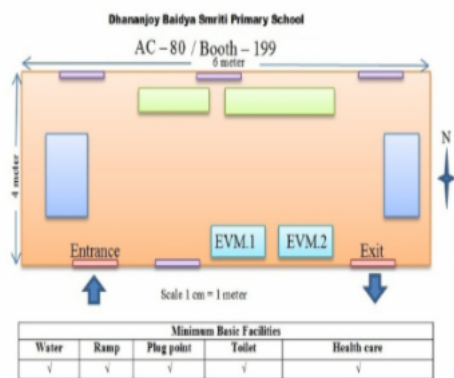 Dhananjoy Baidya Smriti Primary School
AC – 80 / Booth – 199
6 meter
4 meter
N
EVM.1 EVM.2
Entrance Exit
Scale 1 cm = 1 meter
Minimum Basic Facilities
Water Ramp Plug point Toilet Health care
√ √ √ √ √